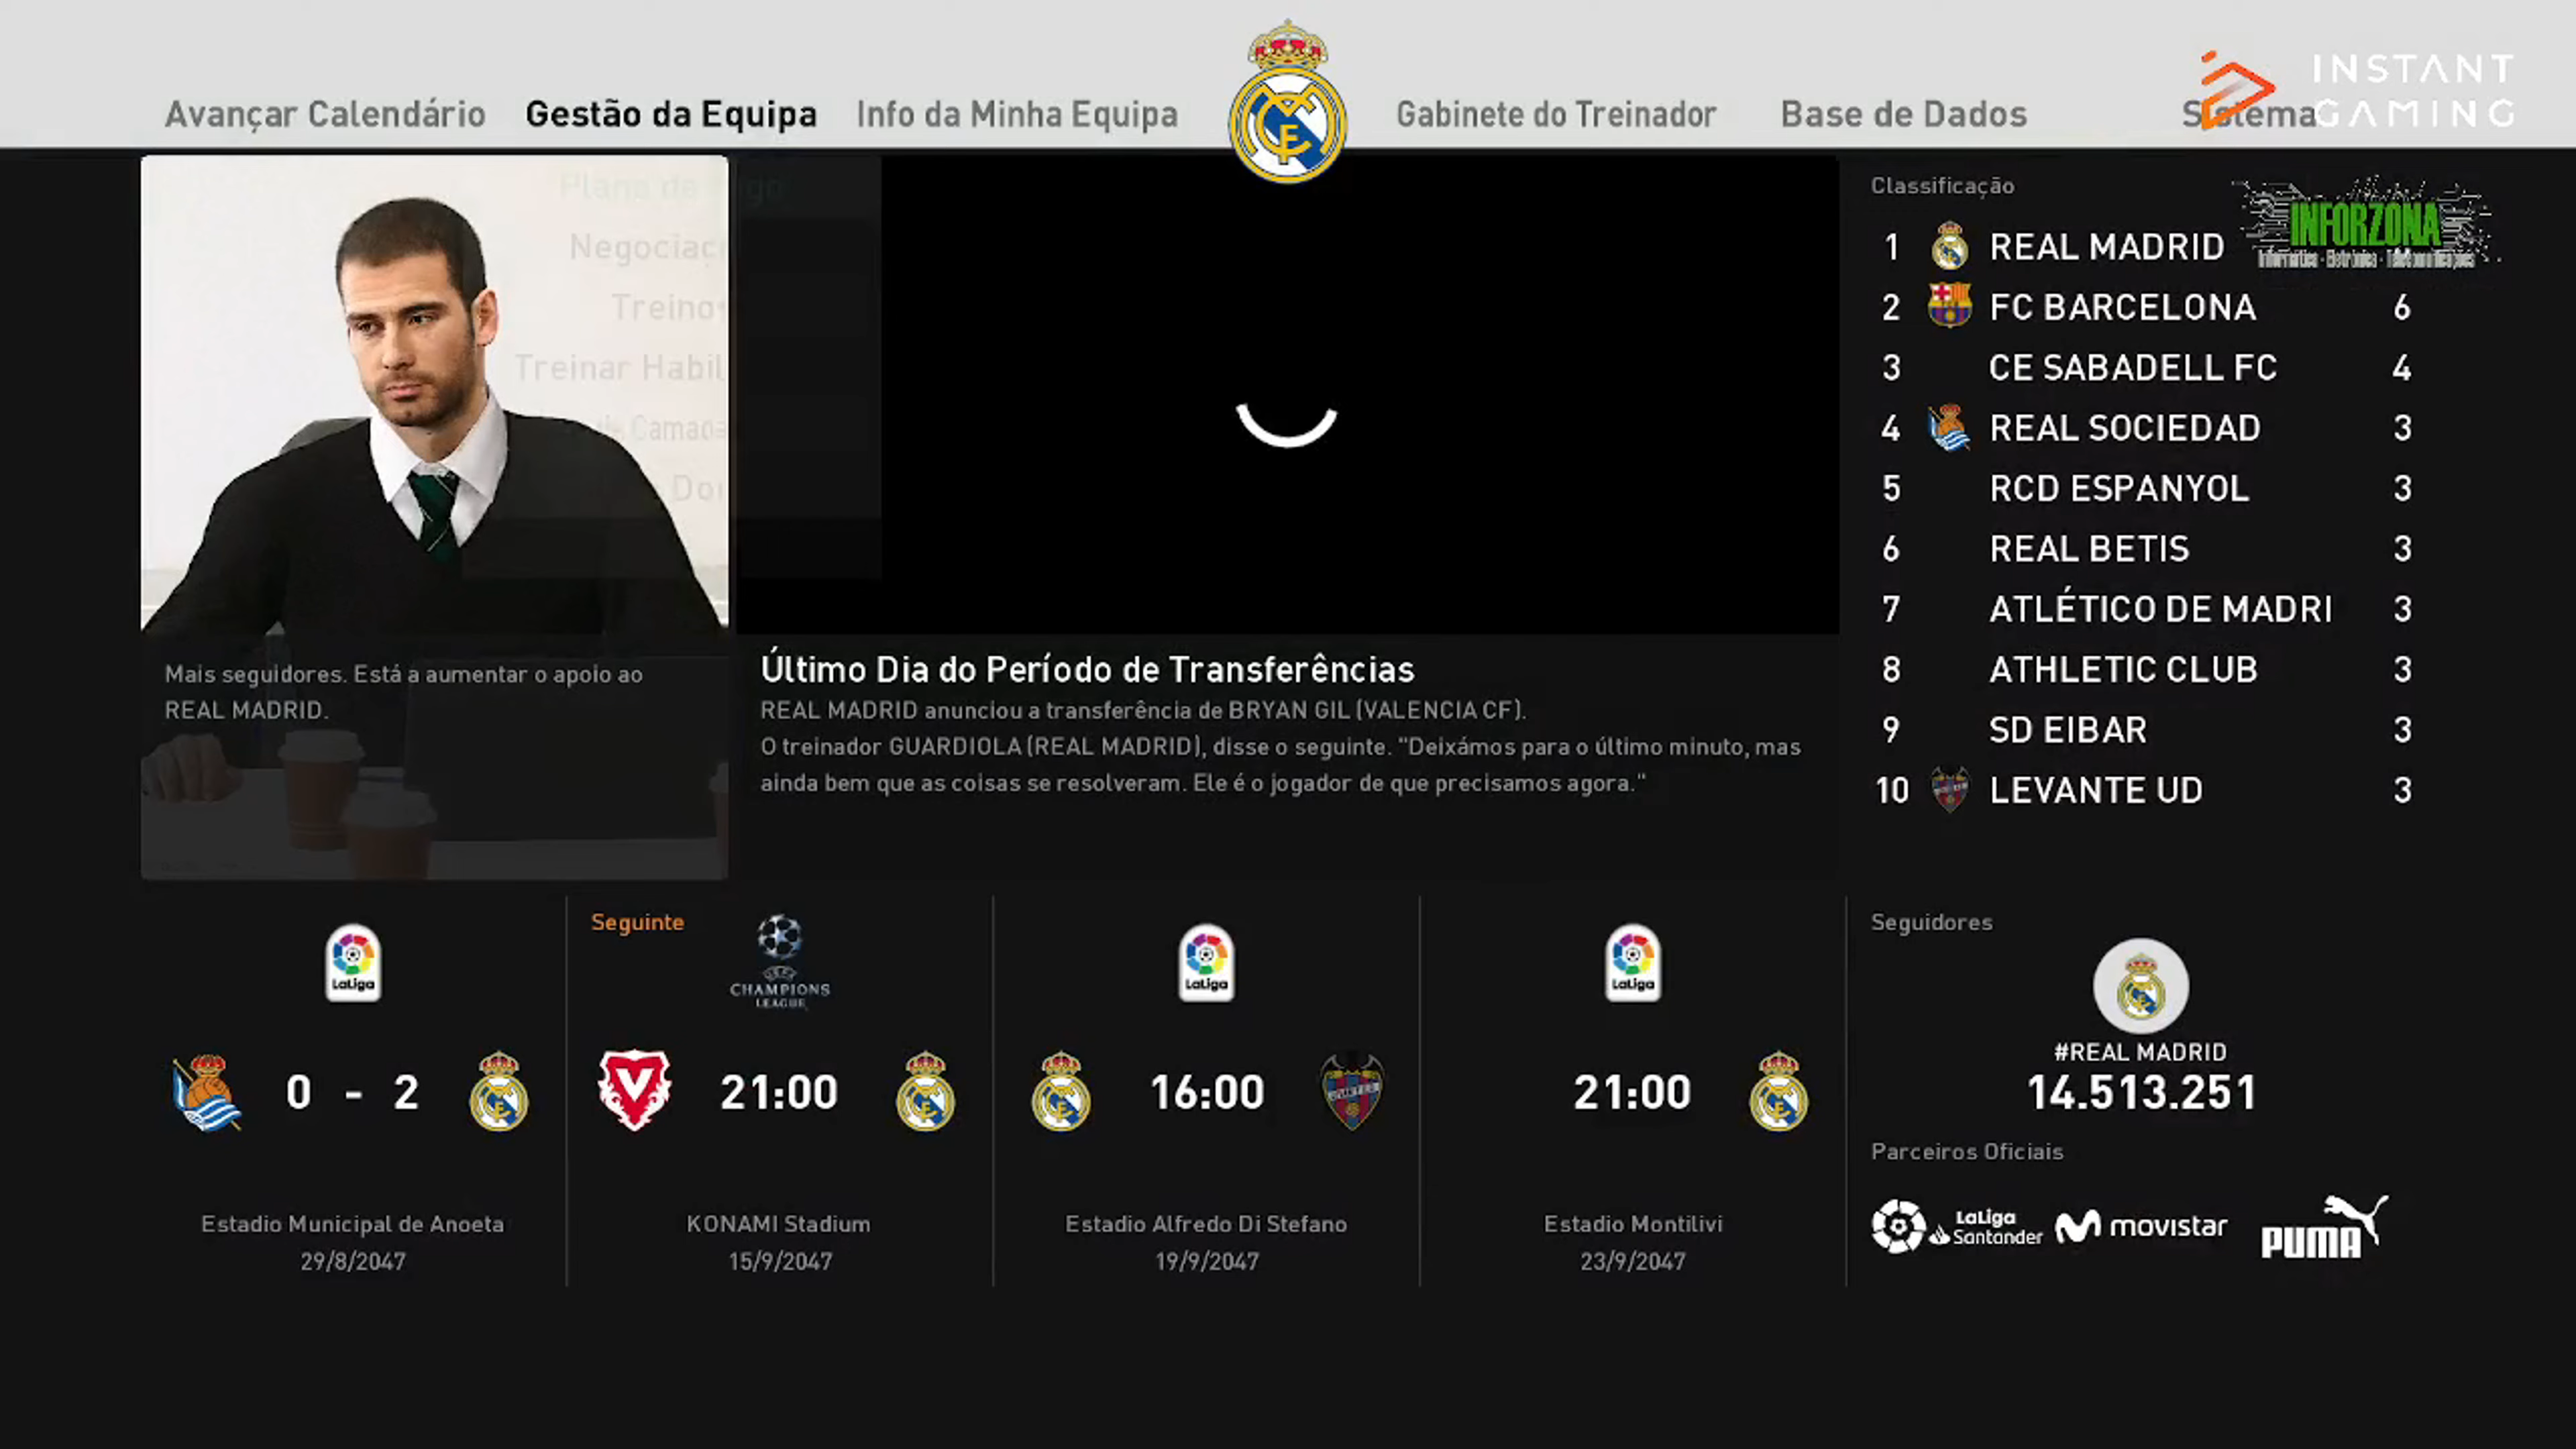 INSTANT
GAMING
Avançar Calendário
Gestão da Equipa
Info da Minha Equipa
Gabinete do Treinador
Base de Dados
Sistema
Treino
Treinar Habil
Mais seguidores. Está a aumentar o apoio ao
REAL MADRID.
Último Dia do Período de Transferências
REAL MADRID anunciou a transferência de BRYAN GIL (VALENCIA CF).
O treinador GUARDIOLA (REAL MADRID), disse o seguinte. "Deixámos para o último minuto, mas
ainda bem que as coisas se resolveram. Ele é o jogador de que precisamos agora."
Classificação
INFORZONA
Informática - Eletrónica - Telecomunicações
1 REAL MADRID
2 FC BARCELONA 6
3 CE SABADELL FC 4
4 REAL SOCIEDAD 3
5 RCD ESPANYOL 3
6 REAL BETIS 3
7 ATLÉTICO DE MADRI 3
8 ATHLETIC CLUB 3
9 SD EIBAR 3
10 LEVANTE UD 3
LaLiga
0 - 2
Estadio Municipal de Anoeta
29/8/2047
Seguinte
UEFA
CHAMPIONS
LEAGUE
21:00
KONAMI Stadium
15/9/2047
LaLiga
16:00
Estadio Alfredo Di Stefano
19/9/2047
LaLiga
21:00
Estadio Montilivi
23/9/2047
Seguidores
#REAL MADRID
14.513.251
Parceiros Oficiais
LaLiga
Santander
movistar
PUMA